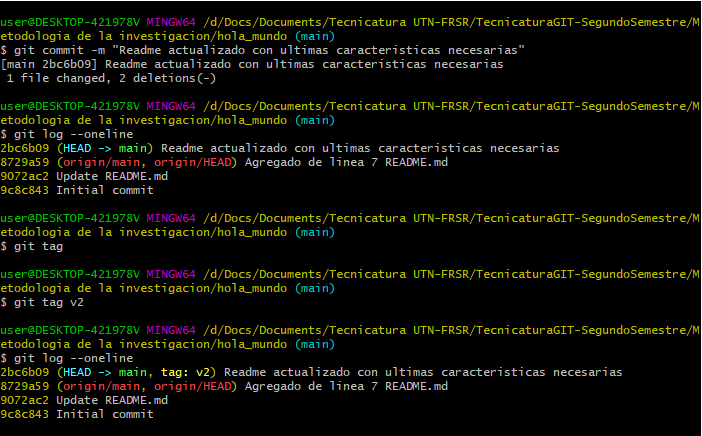 user@DESKTOP-421978V MINGW64 /d/Docs/Documents/Tecnicatura UTN-FRSR/TecnicaturaGIT-SegundoSemestre/M
etodologia de la investigacion/hola_mundo (main)
$ git commit -m "Readme actualizado con ultimas caracteristicas necesarias"
[main 2bc6b09] Readme actualizado con ultimas caracteristicas necesarias
 1 file changed, 2 deletions(-)
user@DESKTOP-421978V MINGW64 /d/Docs/Documents/Tecnicatura UTN-FRSR/TecnicaturaGIT-SegundoSemestre/M
etodologia de la investigacion/hola_mundo (main)
$ git log --oneline
2bc6b09 (HEAD -> main) Readme actualizado con ultimas caracteristicas necesarias
8729a59 (origin/main, origin/HEAD) Agregado de linea 7 README.md
9072ac2 Update README.md
9c8c843 Initial commit
user@DESKTOP-421978V MINGW64 /d/Docs/Documents/Tecnicatura UTN-FRSR/TecnicaturaGIT-SegundoSemestre/M
etodologia de la investigacion/hola_mundo (main)
$ git tag
user@DESKTOP-421978V MINGW64 /d/Docs/Documents/Tecnicatura UTN-FRSR/TecnicaturaGIT-SegundoSemestre/M
etodologia de la investigacion/hola_mundo (main)
$ git tag v2
user@DESKTOP-421978V MINGW64 /d/Docs/Documents/Tecnicatura UTN-FRSR/TecnicaturaGIT-SegundoSemestre/M
etodologia de la investigacion/hola_mundo (main)
$ git log --oneline
2bc6b09 (HEAD -> main, tag: v2) Readme actualizado con ultimas caracteristicas necesarias
8729a59 (origin/main, origin/HEAD) Agregado de linea 7 README.md
9072ac2 Update README.md
9c8c843 Initial commit